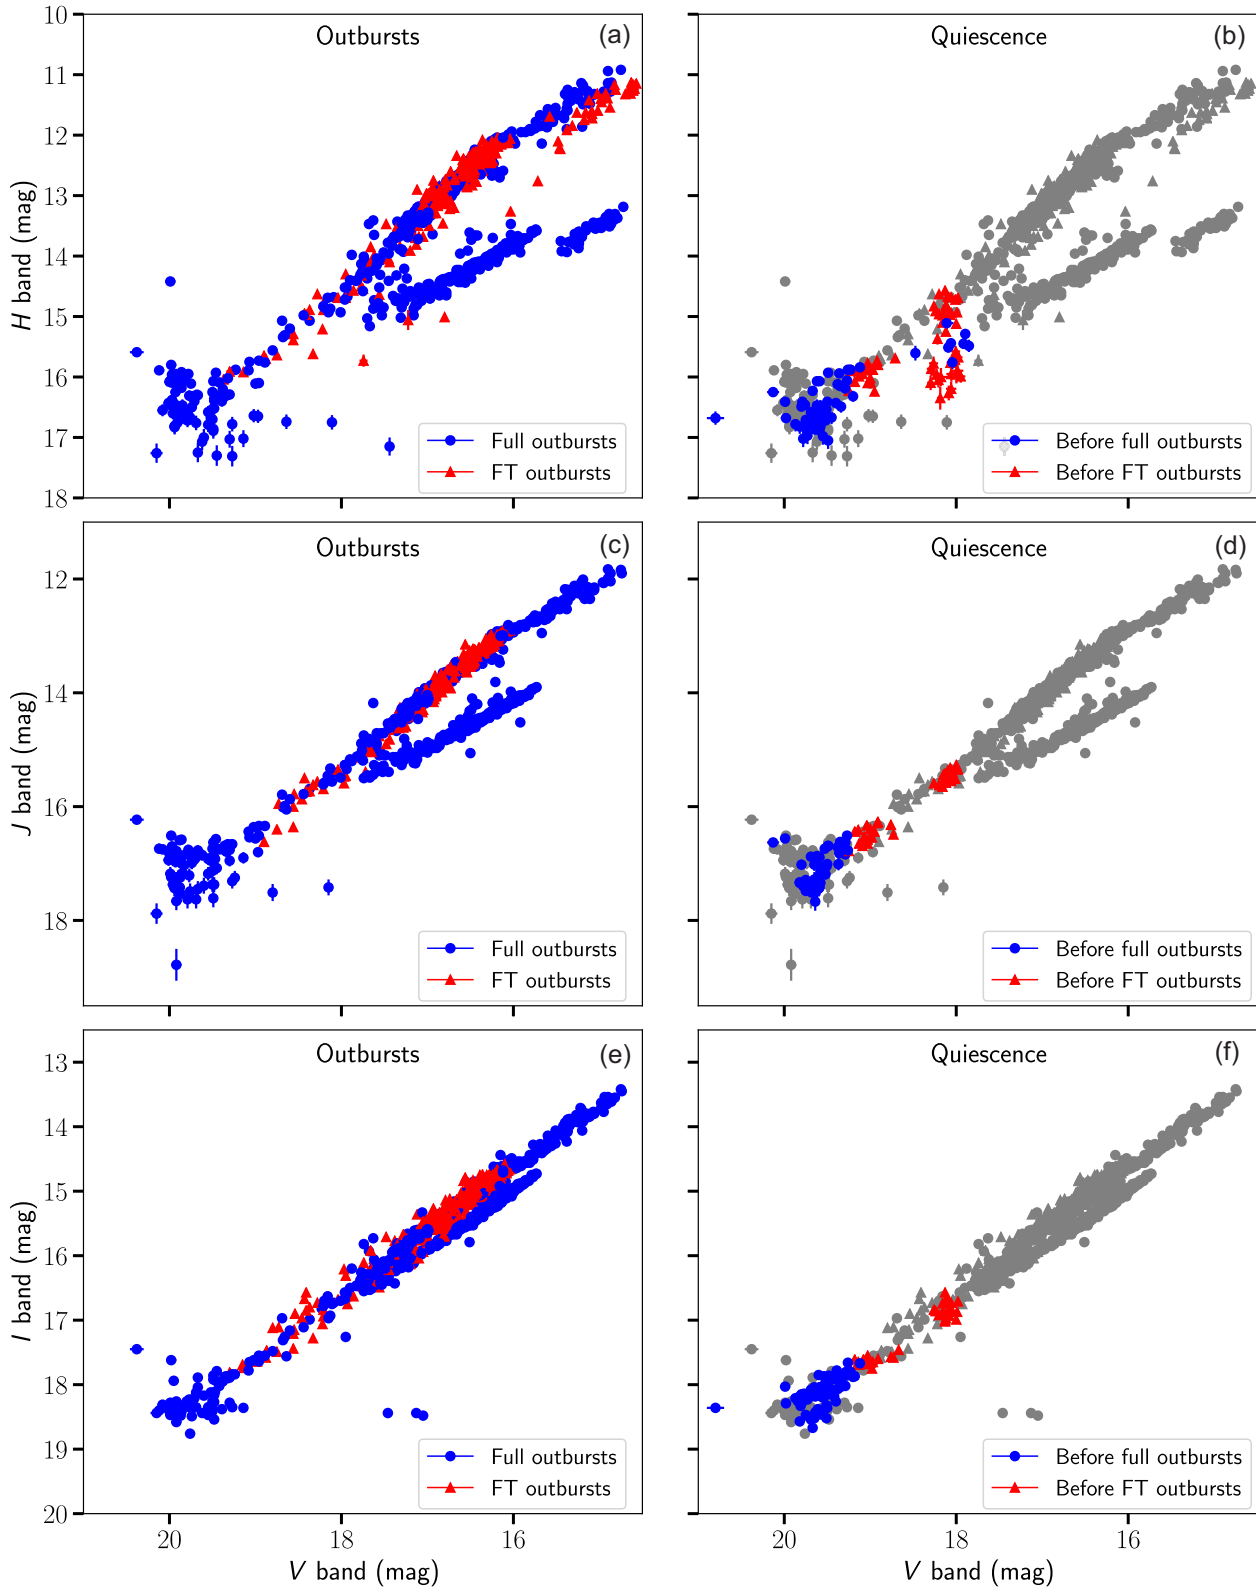 Outbursts (a)
Quiescence (b)
10
11
12
13
14
15
16
17
18
H band (mag)
Full outbursts
FT outbursts
Before full outbursts
Before FT outbursts
Outbursts (c)
Quiescence (d)
12
14
16
18
J band (mag)
Full outbursts
FT outbursts
Before full outbursts
Before FT outbursts
Outbursts (e)
Quiescence (f)
13
14
15
16
17
18
19
20
I band (mag)
Full outbursts
FT outbursts
Before full outbursts
Before FT outbursts
20 18 16
20 18 16
V band (mag)
V band (mag)